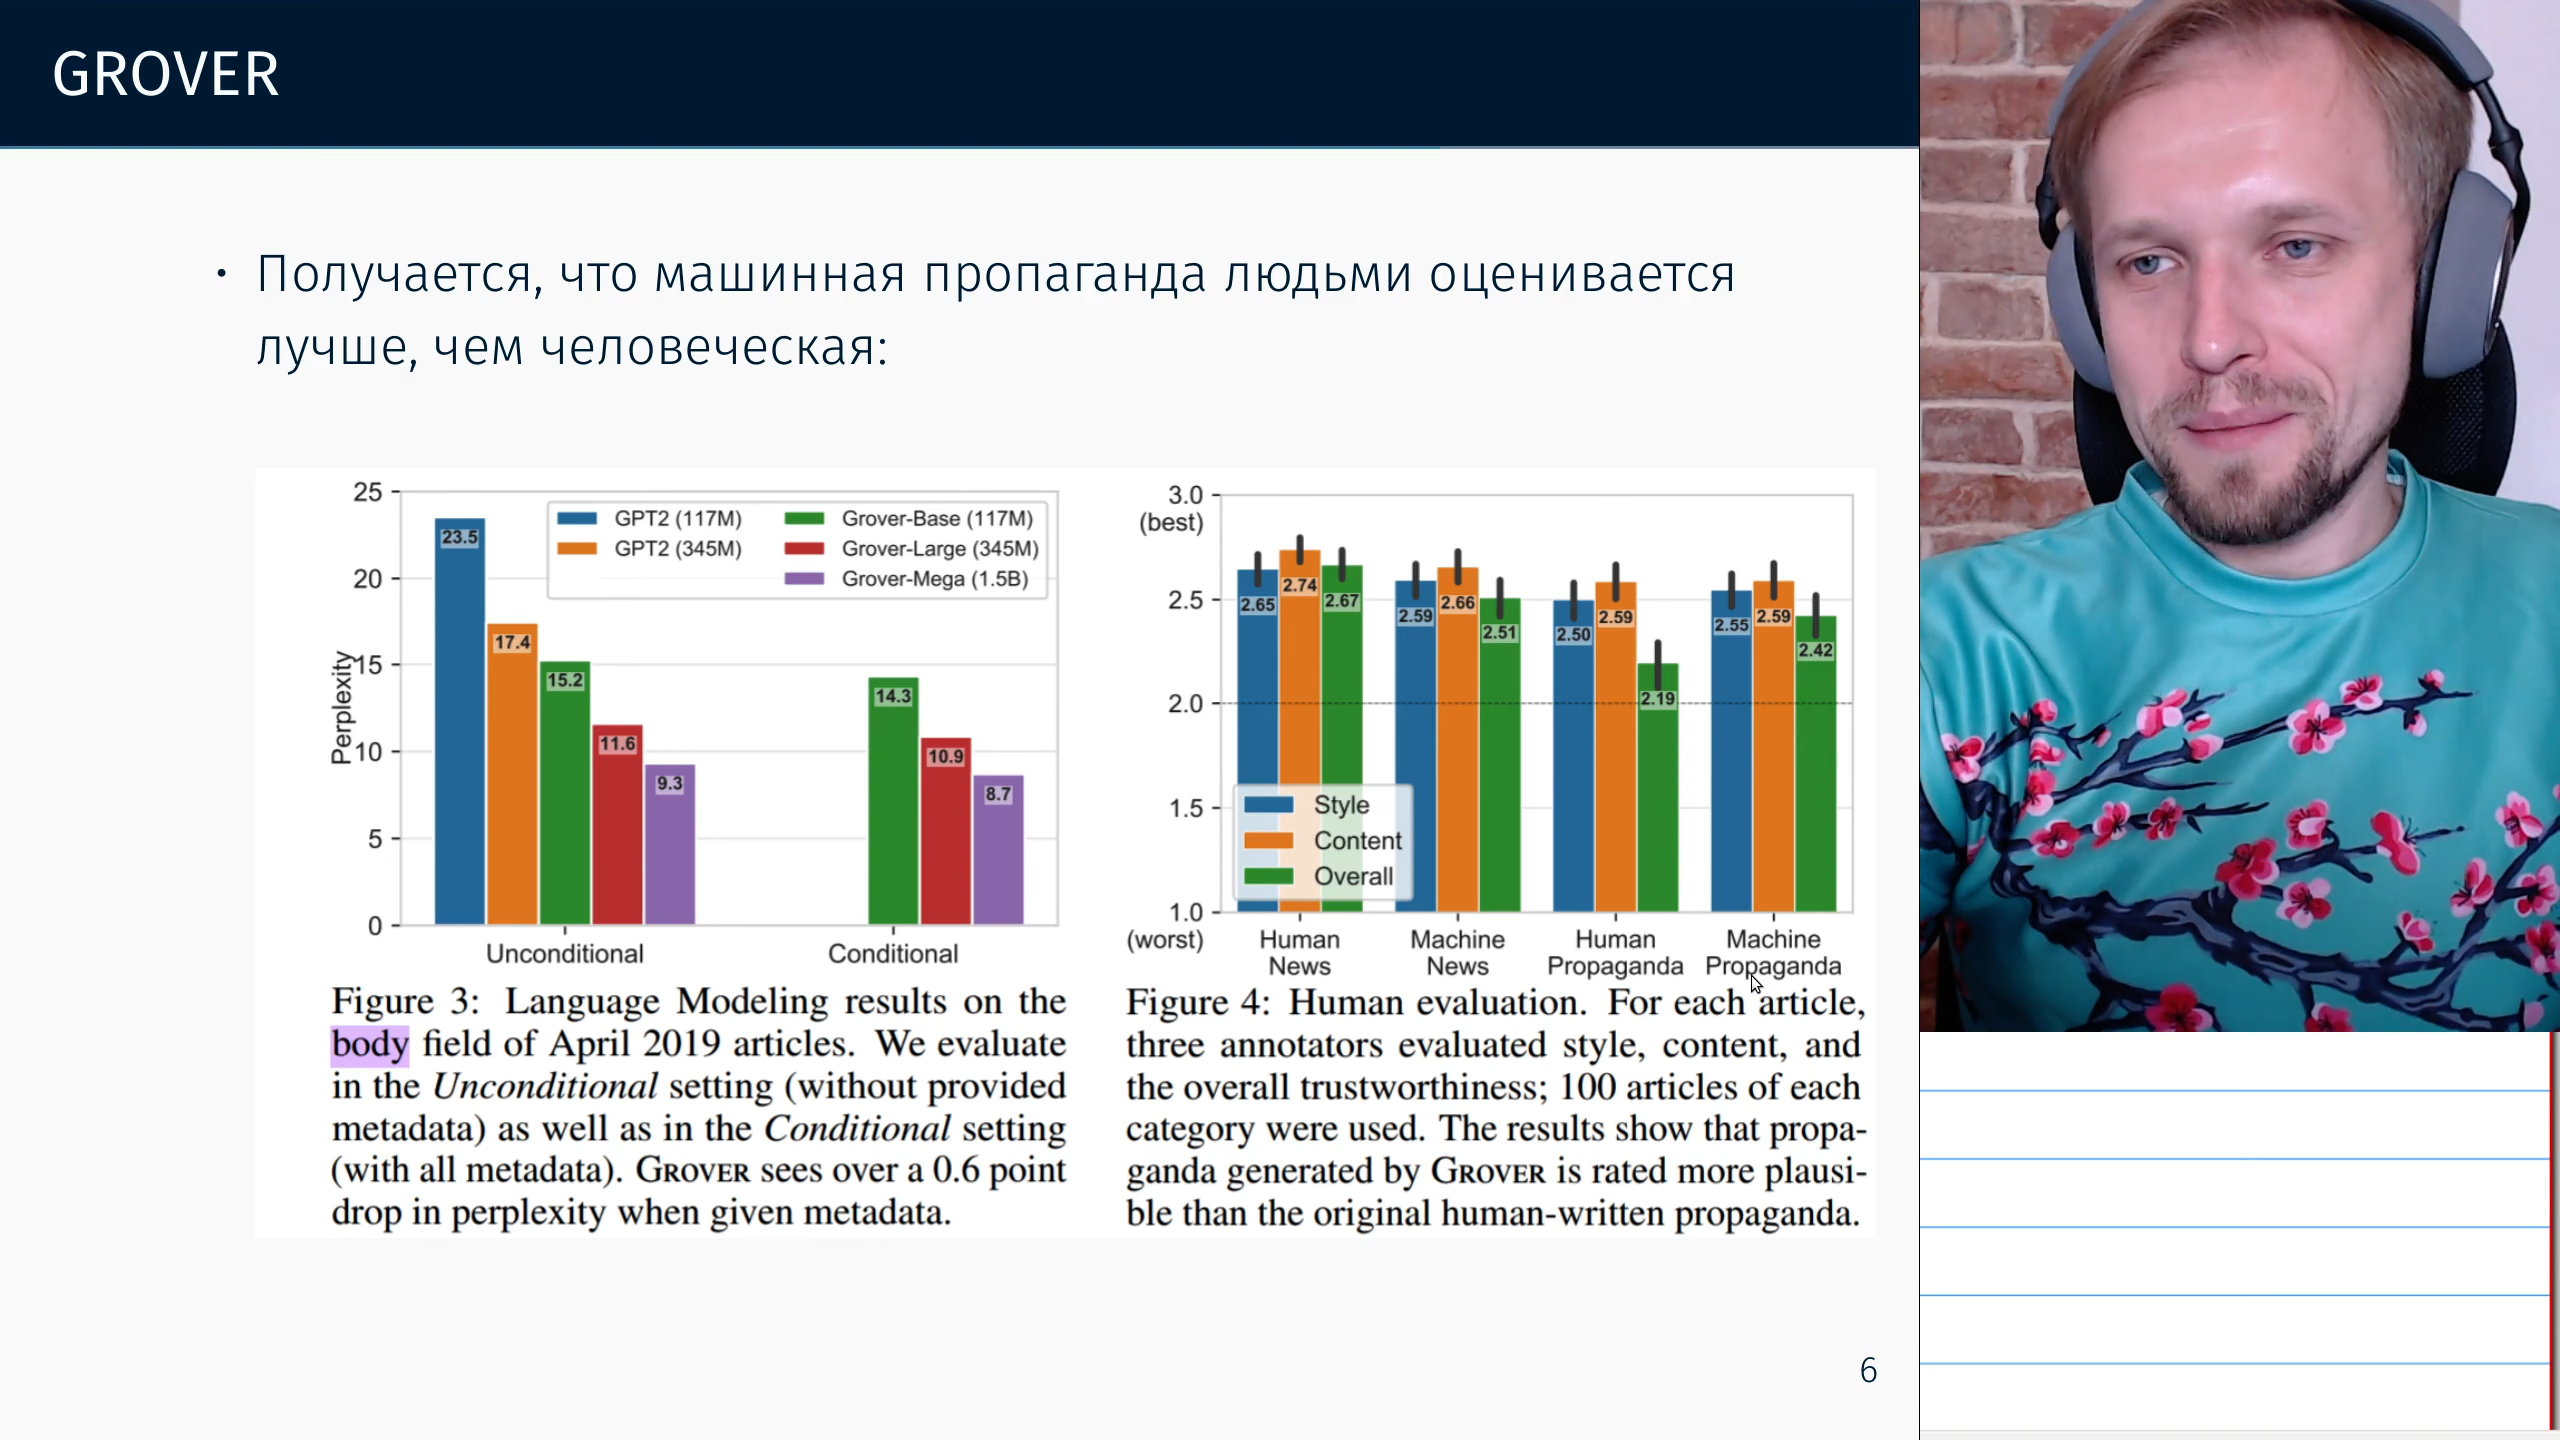 GROVER
• Получается, что машинная пропаганда людьми оценивается
лучше, чем человеческая:
25
20
15
10
5
0
Perplexity
GPT2 (117M)
GPT2 (345M)
Grover-Base (117M)
Grover-Large (345M)
Grover-Mega (1.5B)
23.5
17.4
15.2
11.6
9.3
14.3
10.9
8.7
Unconditional
Conditional
Figure 3: Language Modeling results on the
body field of April 2019 articles. We evaluate
in the Unconditional setting (without provided
metadata) as well as in the Conditional setting
(with all metadata). GROVER sees over a 0.6 point
drop in perplexity when given metadata.
3.0
(best)
2.5
2.0
1.5
1.0
(worst)
2.65
2.74
2.67
2.59
2.66
2.51
2.50
2.59
2.19
2.55
2.59
2.42
Style
Content
Overall
Human
News
Machine
News
Human
Propaganda
Machine
Propaganda
Figure 4: Human evaluation. For each article,
three annotators evaluated style, content, and
the overall trustworthiness; 100 articles of each
category were used. The results show that propa-
ganda generated by GROVER is rated more plausi-
ble than the original human-written propaganda.
6